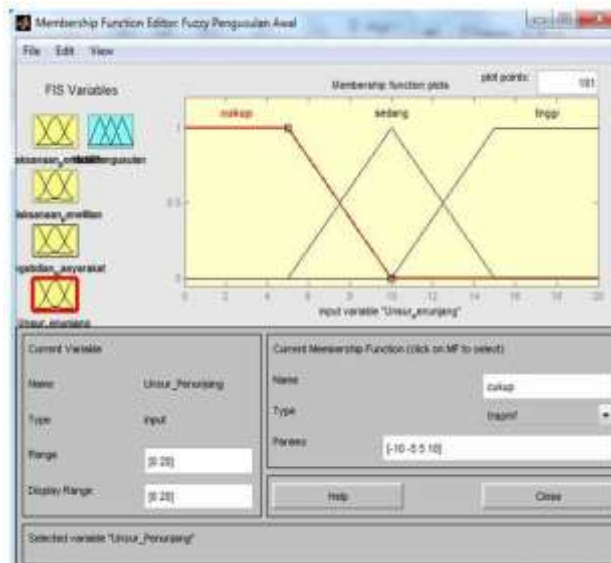 Membership Function Editor: Fuzzy Pengusulan Awal
File Edit View
FIS Variables
Membership function plots
plot points:
181
cukup
sedang
tinggi
1
0.5
0
0 2 4 6 8 10 12 14 16 18 20
input variable "Unsur_Penunjang"
Current Variable
Name Unsur_Penunjang
Type input
Range [0 20]
Display Range [0 20]
Current Membership Function (click on MF to select)
Name cukup
Type trapmf
Params [-10 -5 5 10]
Help
Close
Selected variable "Unsur_Penunjang"